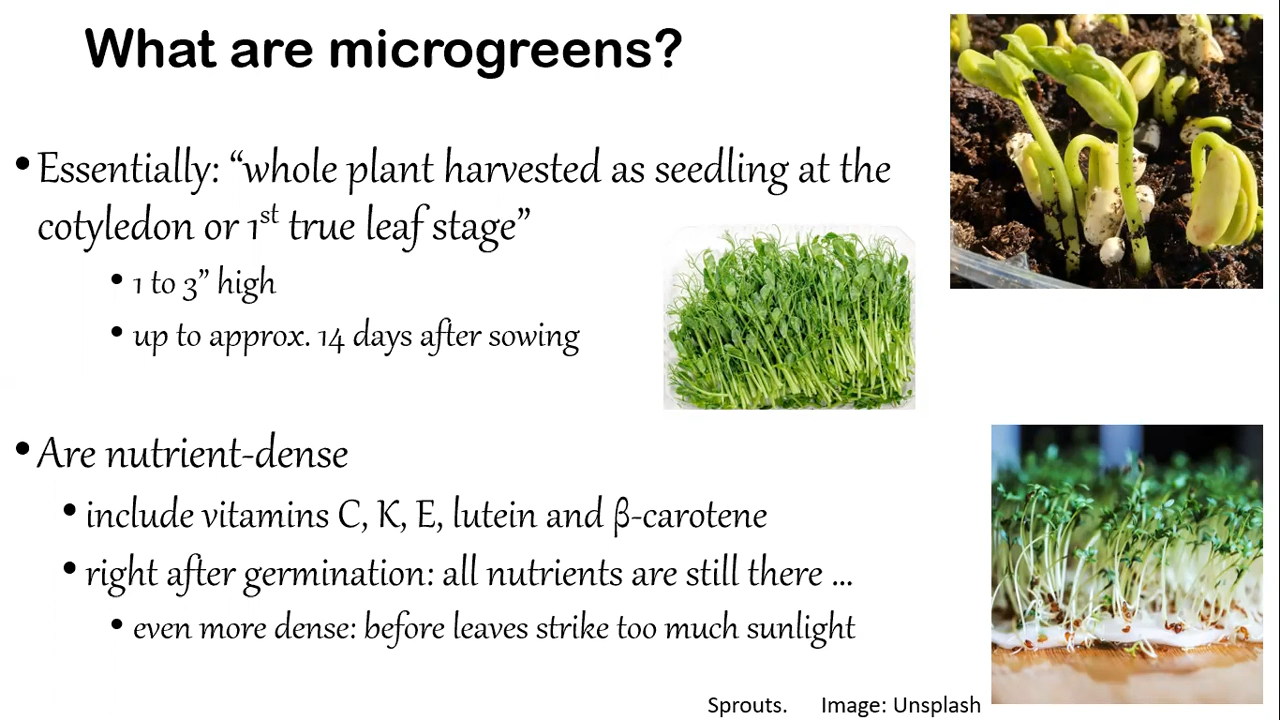 What are microgreens?
• Essentially: “whole plant harvested as seedling at the
cotyledon or 1st true leaf stage”
• 1 to 3” high
• up to approx. 14 days after sowing
• Are nutrient-dense
• include vitamins C, K, E, lutein and β-carotene
• right after germination: all nutrients are still there ...
• even more dense: before leaves strike too much sunlight
Sprouts. Image: Unsplash